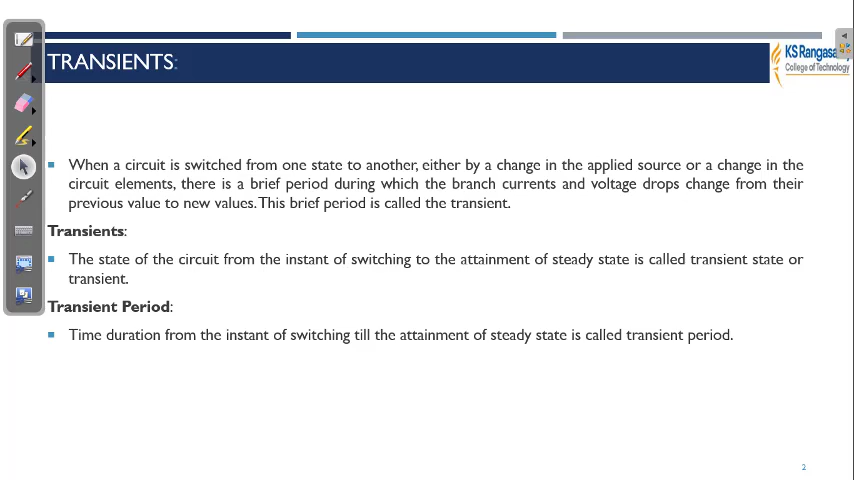 TRANSIENTS:
KS Rangasamy
College of Technology
When a circuit is switched from one state to another, either by a change in the applied source or a change in the
circuit elements, there is a brief period during which the branch currents and voltage drops change from their
previous value to new values. This brief period is called the transient.
Transients:
The state of the circuit from the instant of switching to the attainment of steady state is called transient state or
transient.
Transient Period:
Time duration from the instant of switching till the attainment of steady state is called transient period.
2